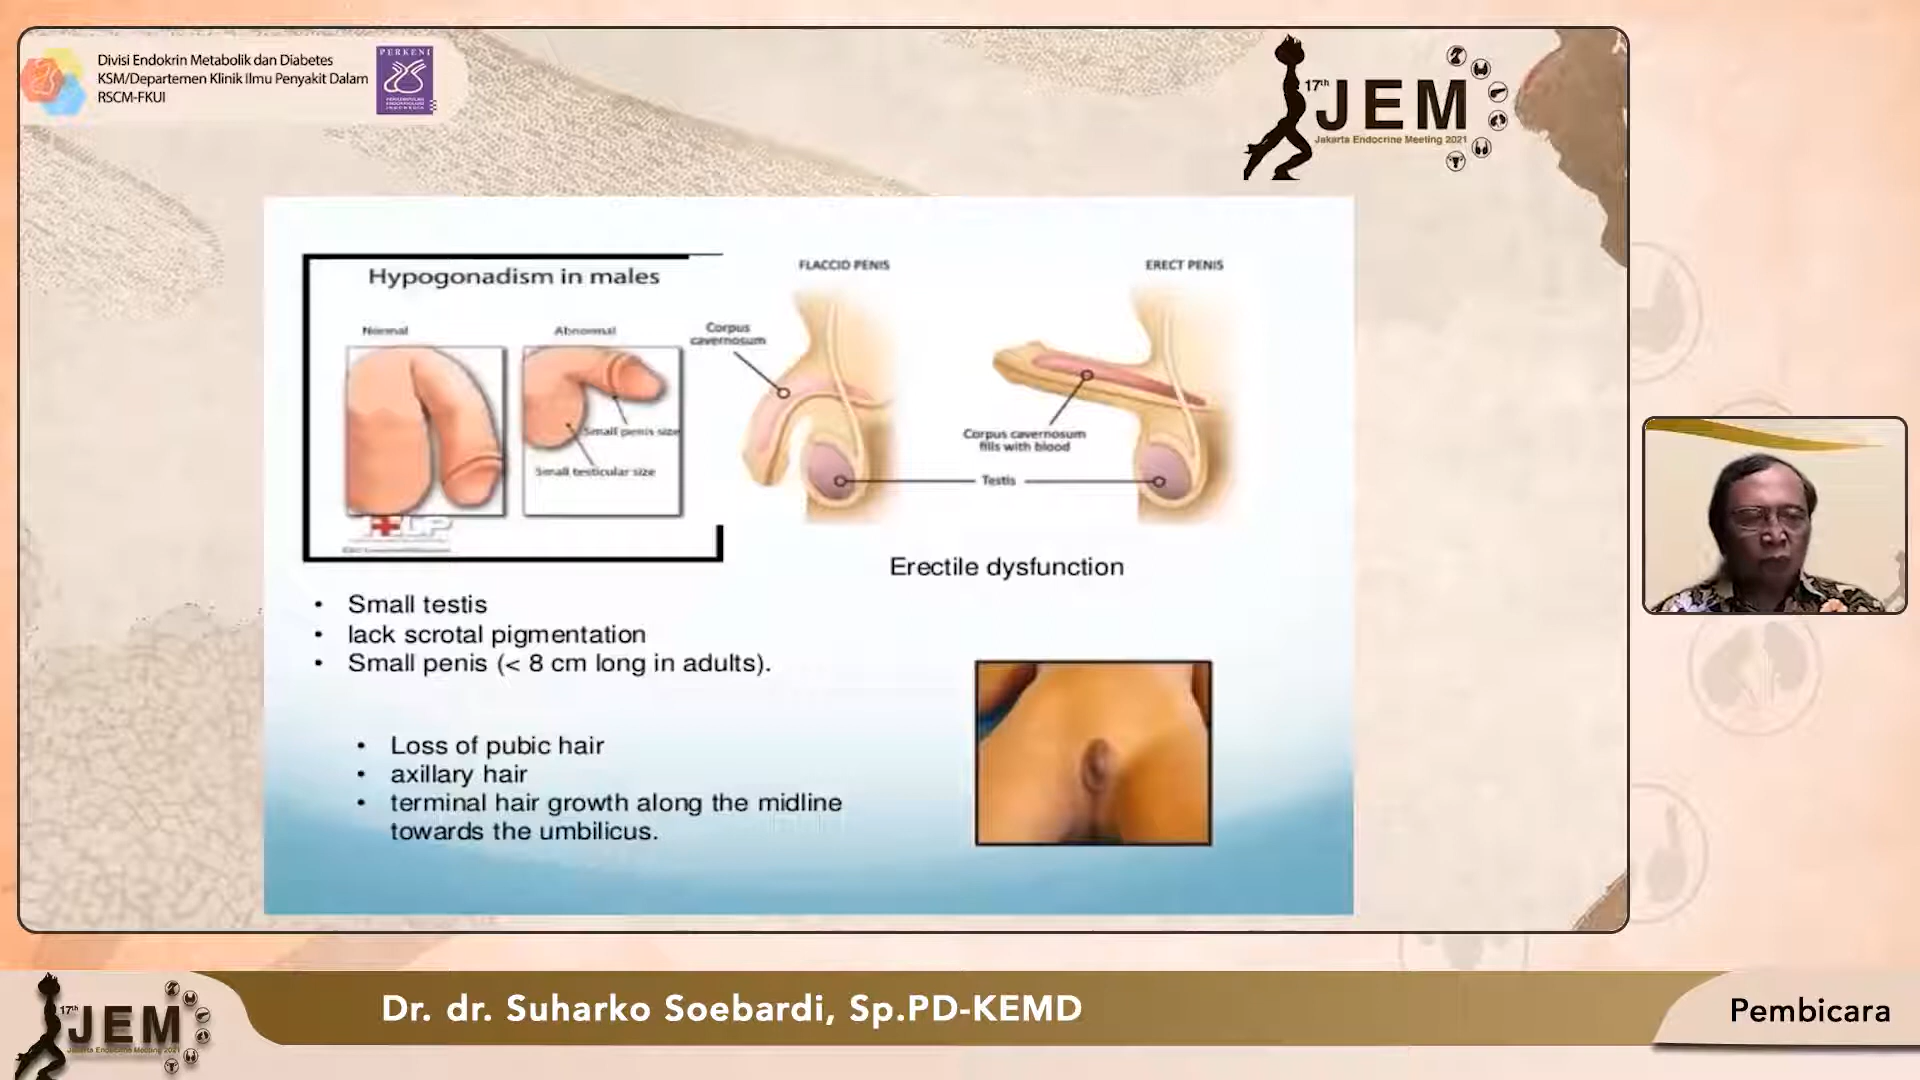 Divisi Endokrin Metabolik dan Diabetes
KSM/Departemen Klinik Ilmu Penyakit Dalam
RSCM-FKUI
PERKENI
17th JEM
Jakarta Endocrine Meeting 2021
Hypogonadism in males
Normal
Abnormal
Small penis size
Small testicular size
FLACCID PENIS
ERECT PENIS
Corpus
cavernosum
Corpus cavernosum
fills with blood
Testis
Erectile dysfunction
• Small testis
• lack scrotal pigmentation
• Small penis (< 8 cm long in adults).
• Loss of pubic hair
• axillary hair
• terminal hair growth along the midline
towards the umbilicus.
17th JEM
Jakarta Endocrine Meeting 2021
Dr. dr. Suharko Soebardi, Sp.PD-KEMD
Pembicara